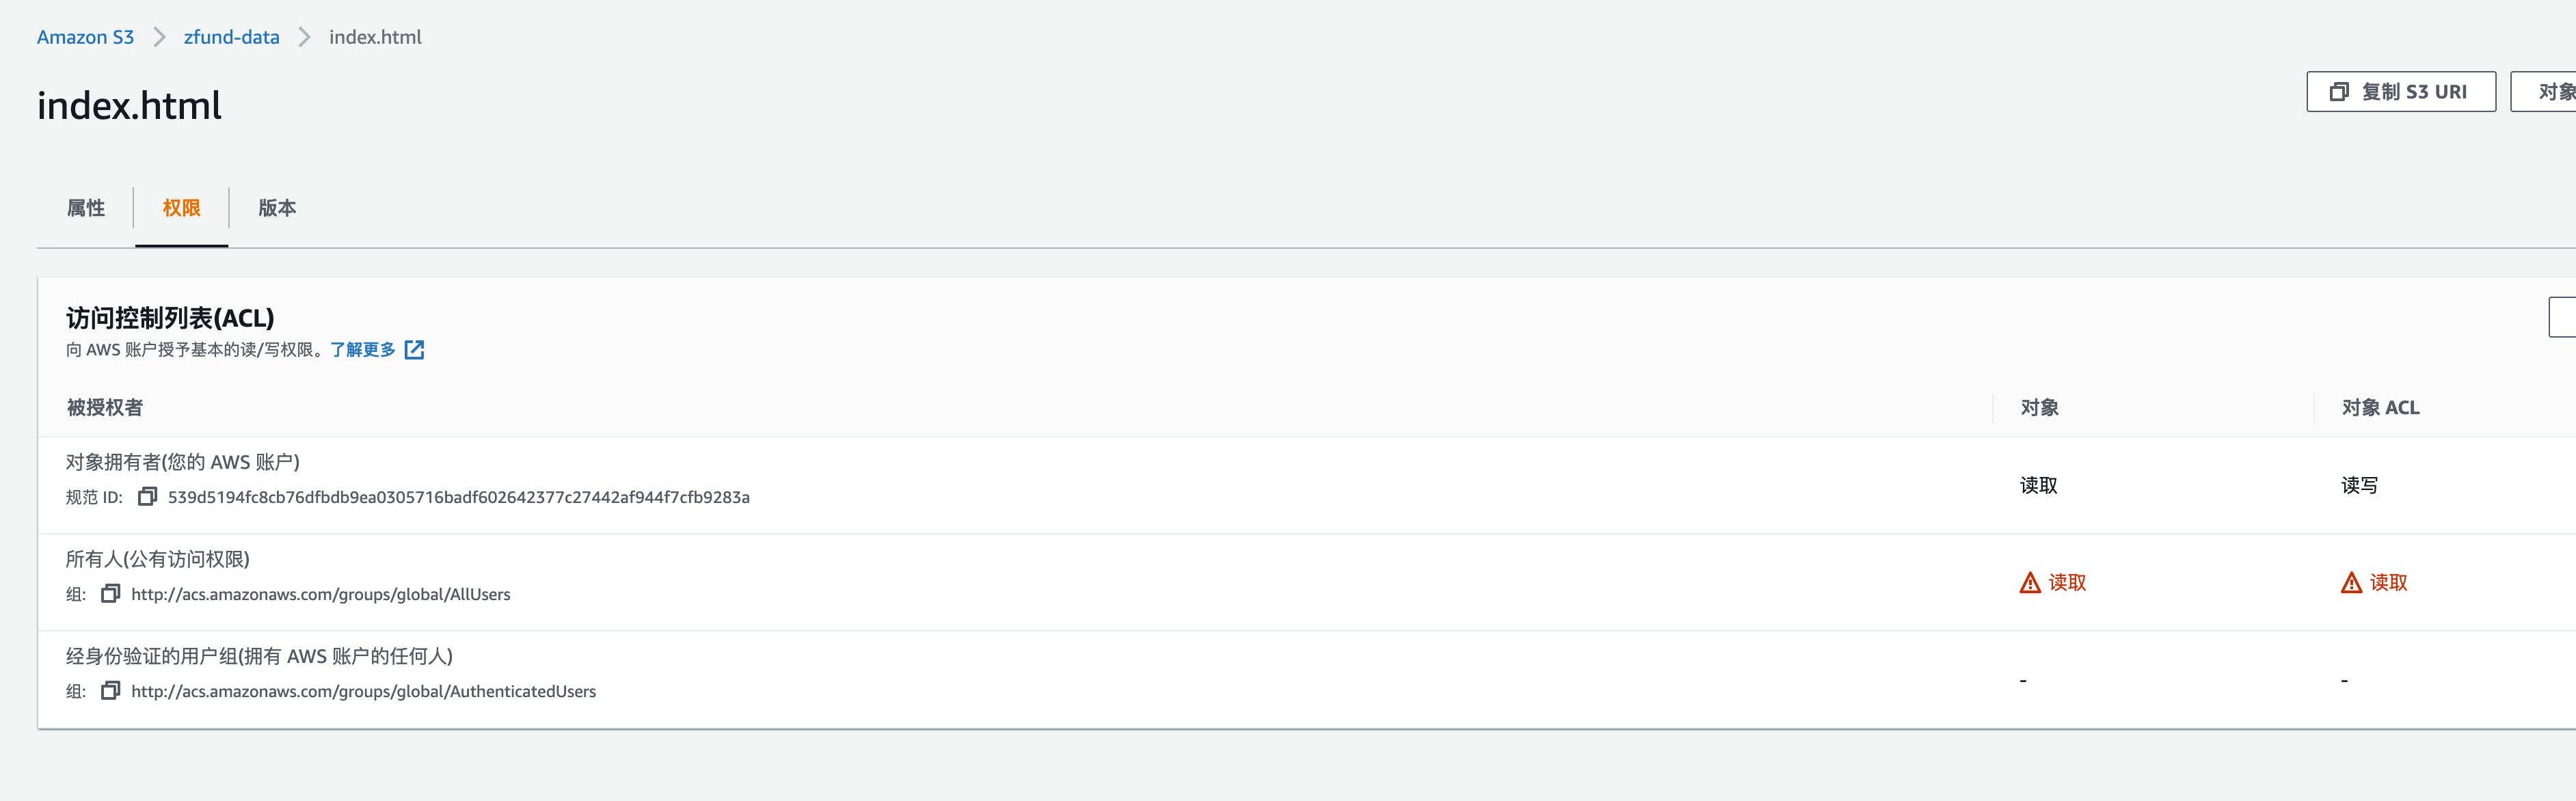 Amazon S3 > zfund-data > index.html
index.html
复制 S3 URI
对象
属性 权限 版本
访问控制列表(ACL)
向 AWS 账户授予基本的读/写权限。了解更多
被授权者 对象 对象 ACL
对象拥有者(您的 AWS 账户)
规范 ID: 539d5194fc8cb76dfbdb9ea0305716badf602642377c27442af944f7cfb9283a
读取 读写
所有人(公有访问权限)
组: http://acs.amazonaws.com/groups/global/AllUsers
读取 读取
经身份验证的用户组(拥有 AWS 账户的任何人)
组: http://acs.amazonaws.com/groups/global/AuthenticatedUsers
- -